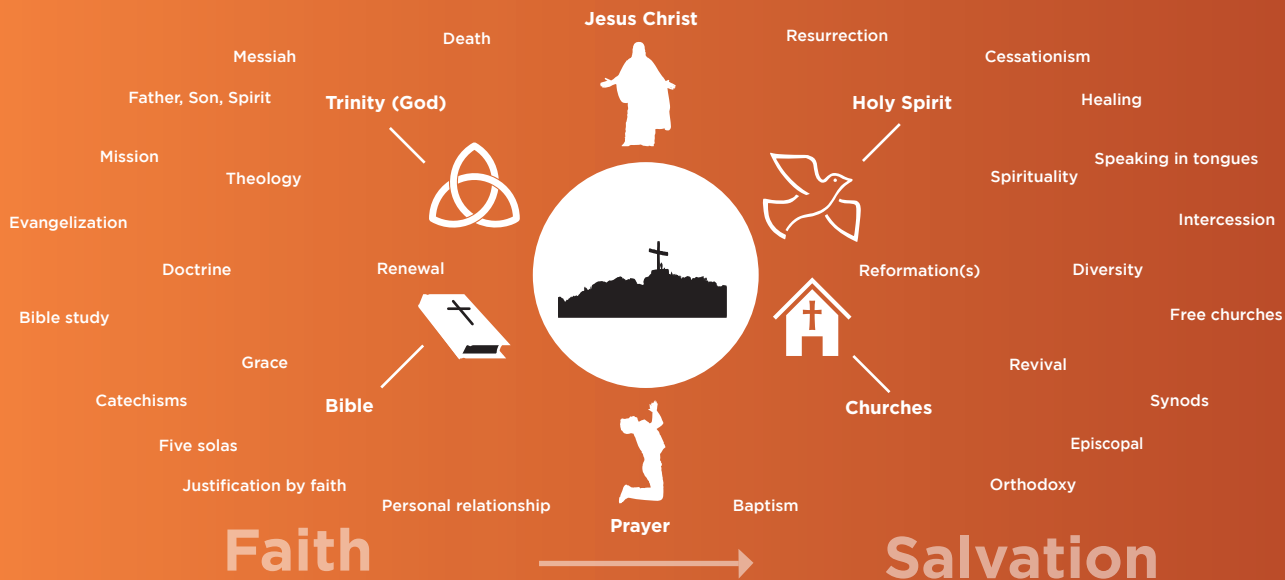 Jesus Christ
Death
Resurrection
Messiah
Cessationism
Father, Son, Spirit
Trinity (God)
Holy Spirit
Healing
Mission
Speaking in tongues
Theology
Spirituality
Evangelization
Intercession
Doctrine
Renewal
Reformation(s)
Diversity
Bible study
Free churches
Grace
Revival
Catechisms
Bible
Churches
Synods
Five solas
Episcopal
Justification by faith
Orthodoxy
Personal relationship
Baptism
Prayer
Faith
Salvation